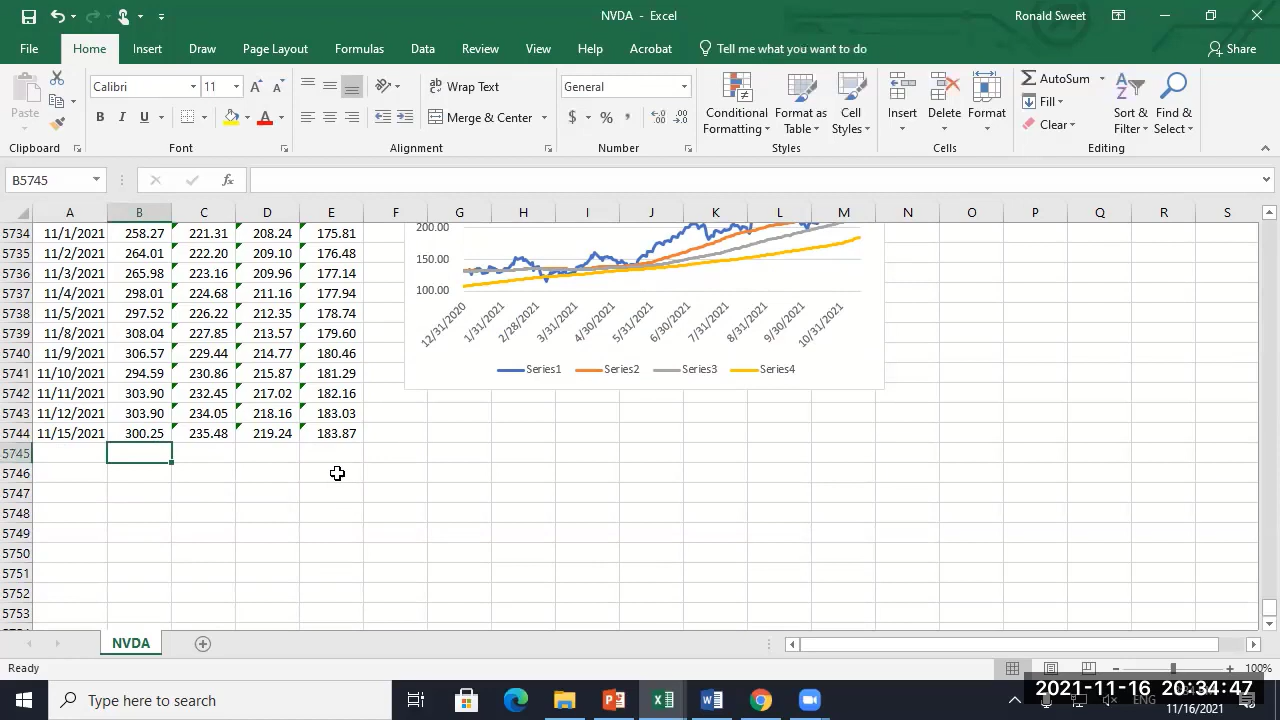 NVDA - Excel
Ronald Sweet
File Home Insert Draw Page Layout Formulas Data Review View Help Acrobat Tell me what you want to do Share
Paste
Clipboard
Calibri 11 A A
B I U A
Font
ab Wrap Text
Merge & Center
Alignment
General
$ % ,
Number
Conditional Formatting
Format as Table
Cell Styles
Styles
Insert Delete Format
Cells
AutoSum
Fill
Clear
Sort & Filter
Find & Select
Editing
B5745 fx
A B C D E F G H I J K L M N O P Q R S
5734 11/1/2021 258.27 221.31 208.24 175.81
5735 11/2/2021 264.01 222.20 209.10 176.48
5736 11/3/2021 265.98 223.16 209.96 177.14
5737 11/4/2021 298.01 224.68 211.16 177.94
5738 11/5/2021 297.52 226.22 212.35 178.74
5739 11/8/2021 308.04 227.85 213.57 179.60
5740 11/9/2021 306.57 229.44 214.77 180.46
5741 11/10/2021 294.59 230.86 215.87 181.29
5742 11/11/2021 303.90 232.45 217.02 182.16
5743 11/12/2021 303.90 234.05 218.16 183.03
5744 11/15/2021 300.25 235.48 219.24 183.87
5745
5746
5747
5748
5749
5750
5751
5752
5753
200.00
150.00
100.00
12/31/2020 1/31/2021 2/28/2021 3/31/2021 4/30/2021 5/31/2021 6/30/2021 7/31/2021 8/31/2021 9/30/2021 10/31/2021
Series1 Series2 Series3 Series4
NVDA
Ready
100%
Type here to search
ENG
2021-11-16 20:34:47
11/16/2021